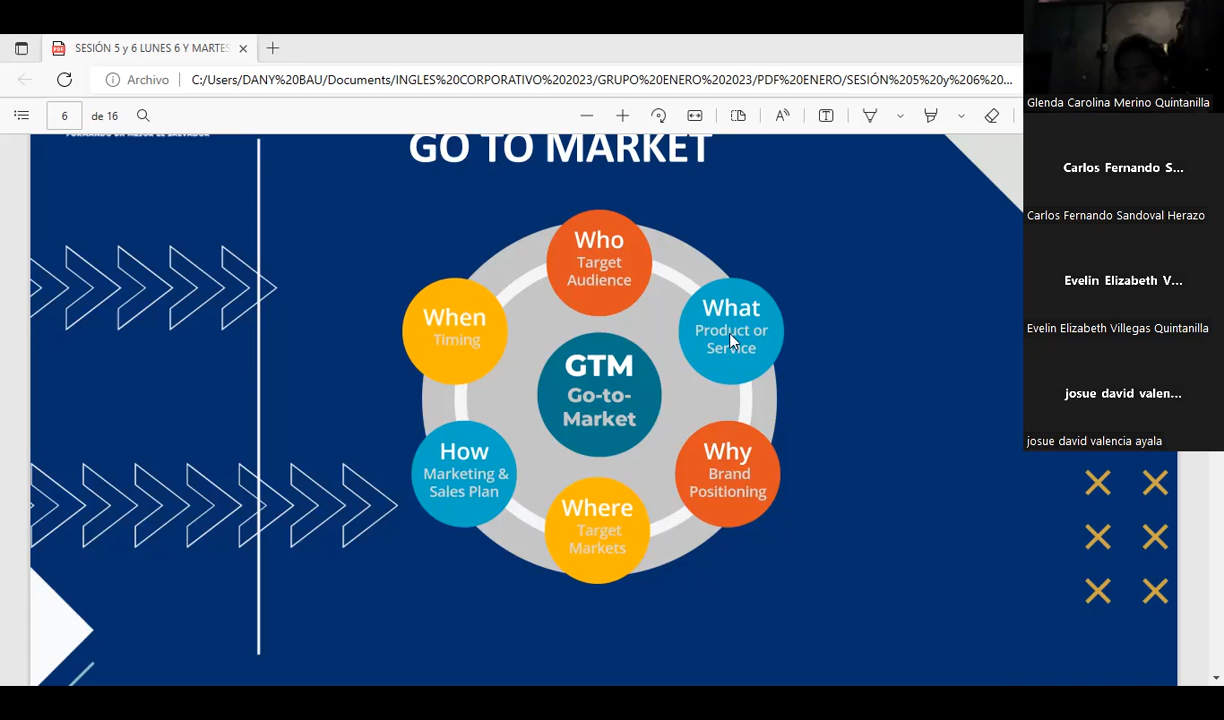 SESIÓN 5 y 6 LUNES 6 Y MARTES
Archivo
C:/Users/DANY%20BAU/Documents/INGLES%20CORPORATIVO%202023/GRUPO%20ENERO%202023/PDF%20ENERO/SESIÓN%205%20y%206%20...
6 de 16
GO TO MARKET
Who
Target
Audience
What
Product or
Service
Why
Brand
Positioning
Where
Target
Markets
How
Marketing &
Sales Plan
When
Timing
GTM
Go-to-
Market
Glenda Carolina Merino Quintanilla
Carlos Fernando S...
Carlos Fernando Sandoval Herazo
Evelin Elizabeth V...
Evelin Elizabeth Villegas Quintanilla
josue david valen...
josue david valencia ayala